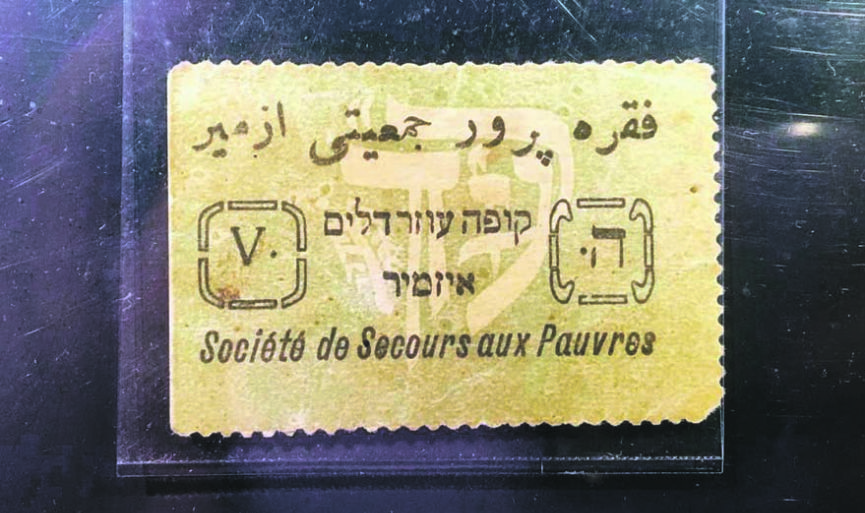 فقره پرور جمعیتی ازمیر
קופה עוזר דלים
V. איזמיר .ה.
Société de Secours aux Pauvres